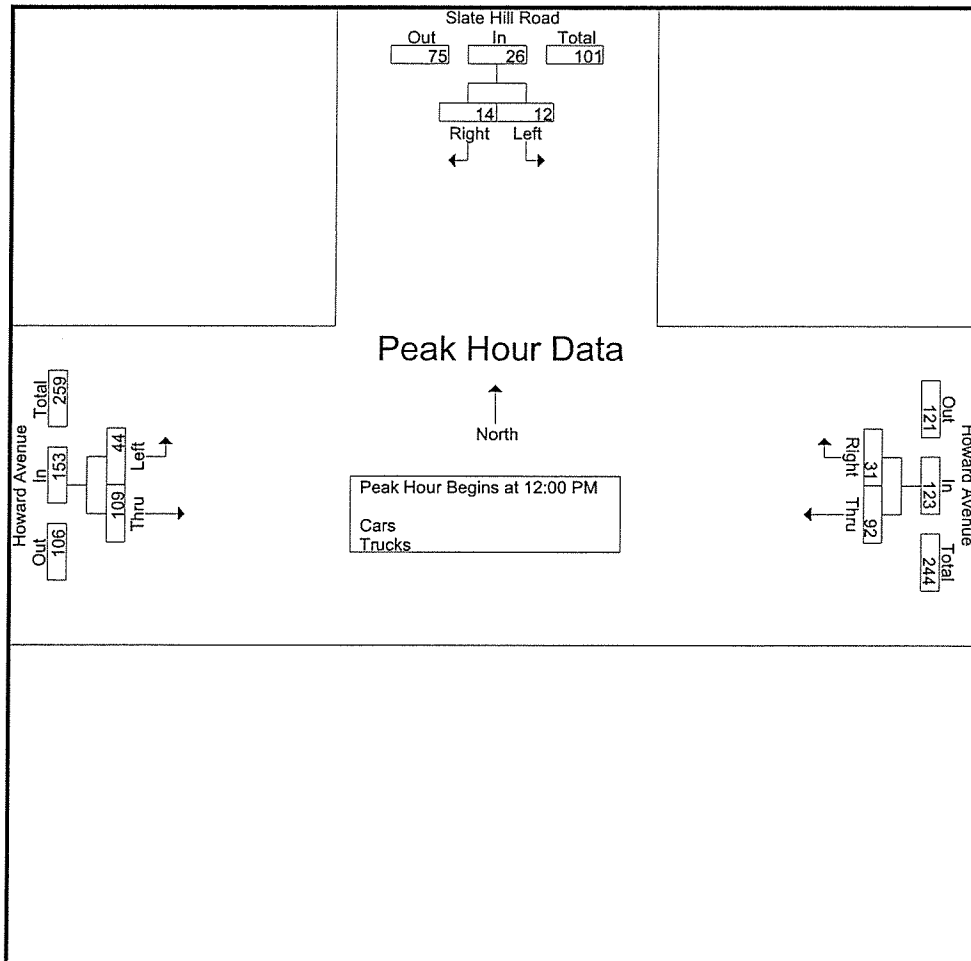 Slate Hill Road
Out In Total
75 26 101
14 12
Right Left
Peak Hour Data
North
Peak Hour Begins at 12:00 PM
Cars
Trucks
Howard Avenue
Out In Total
106 153 259
109 44
Thru Left
Howard Avenue
Out In Total
121 123 244
31 92
Right Thru